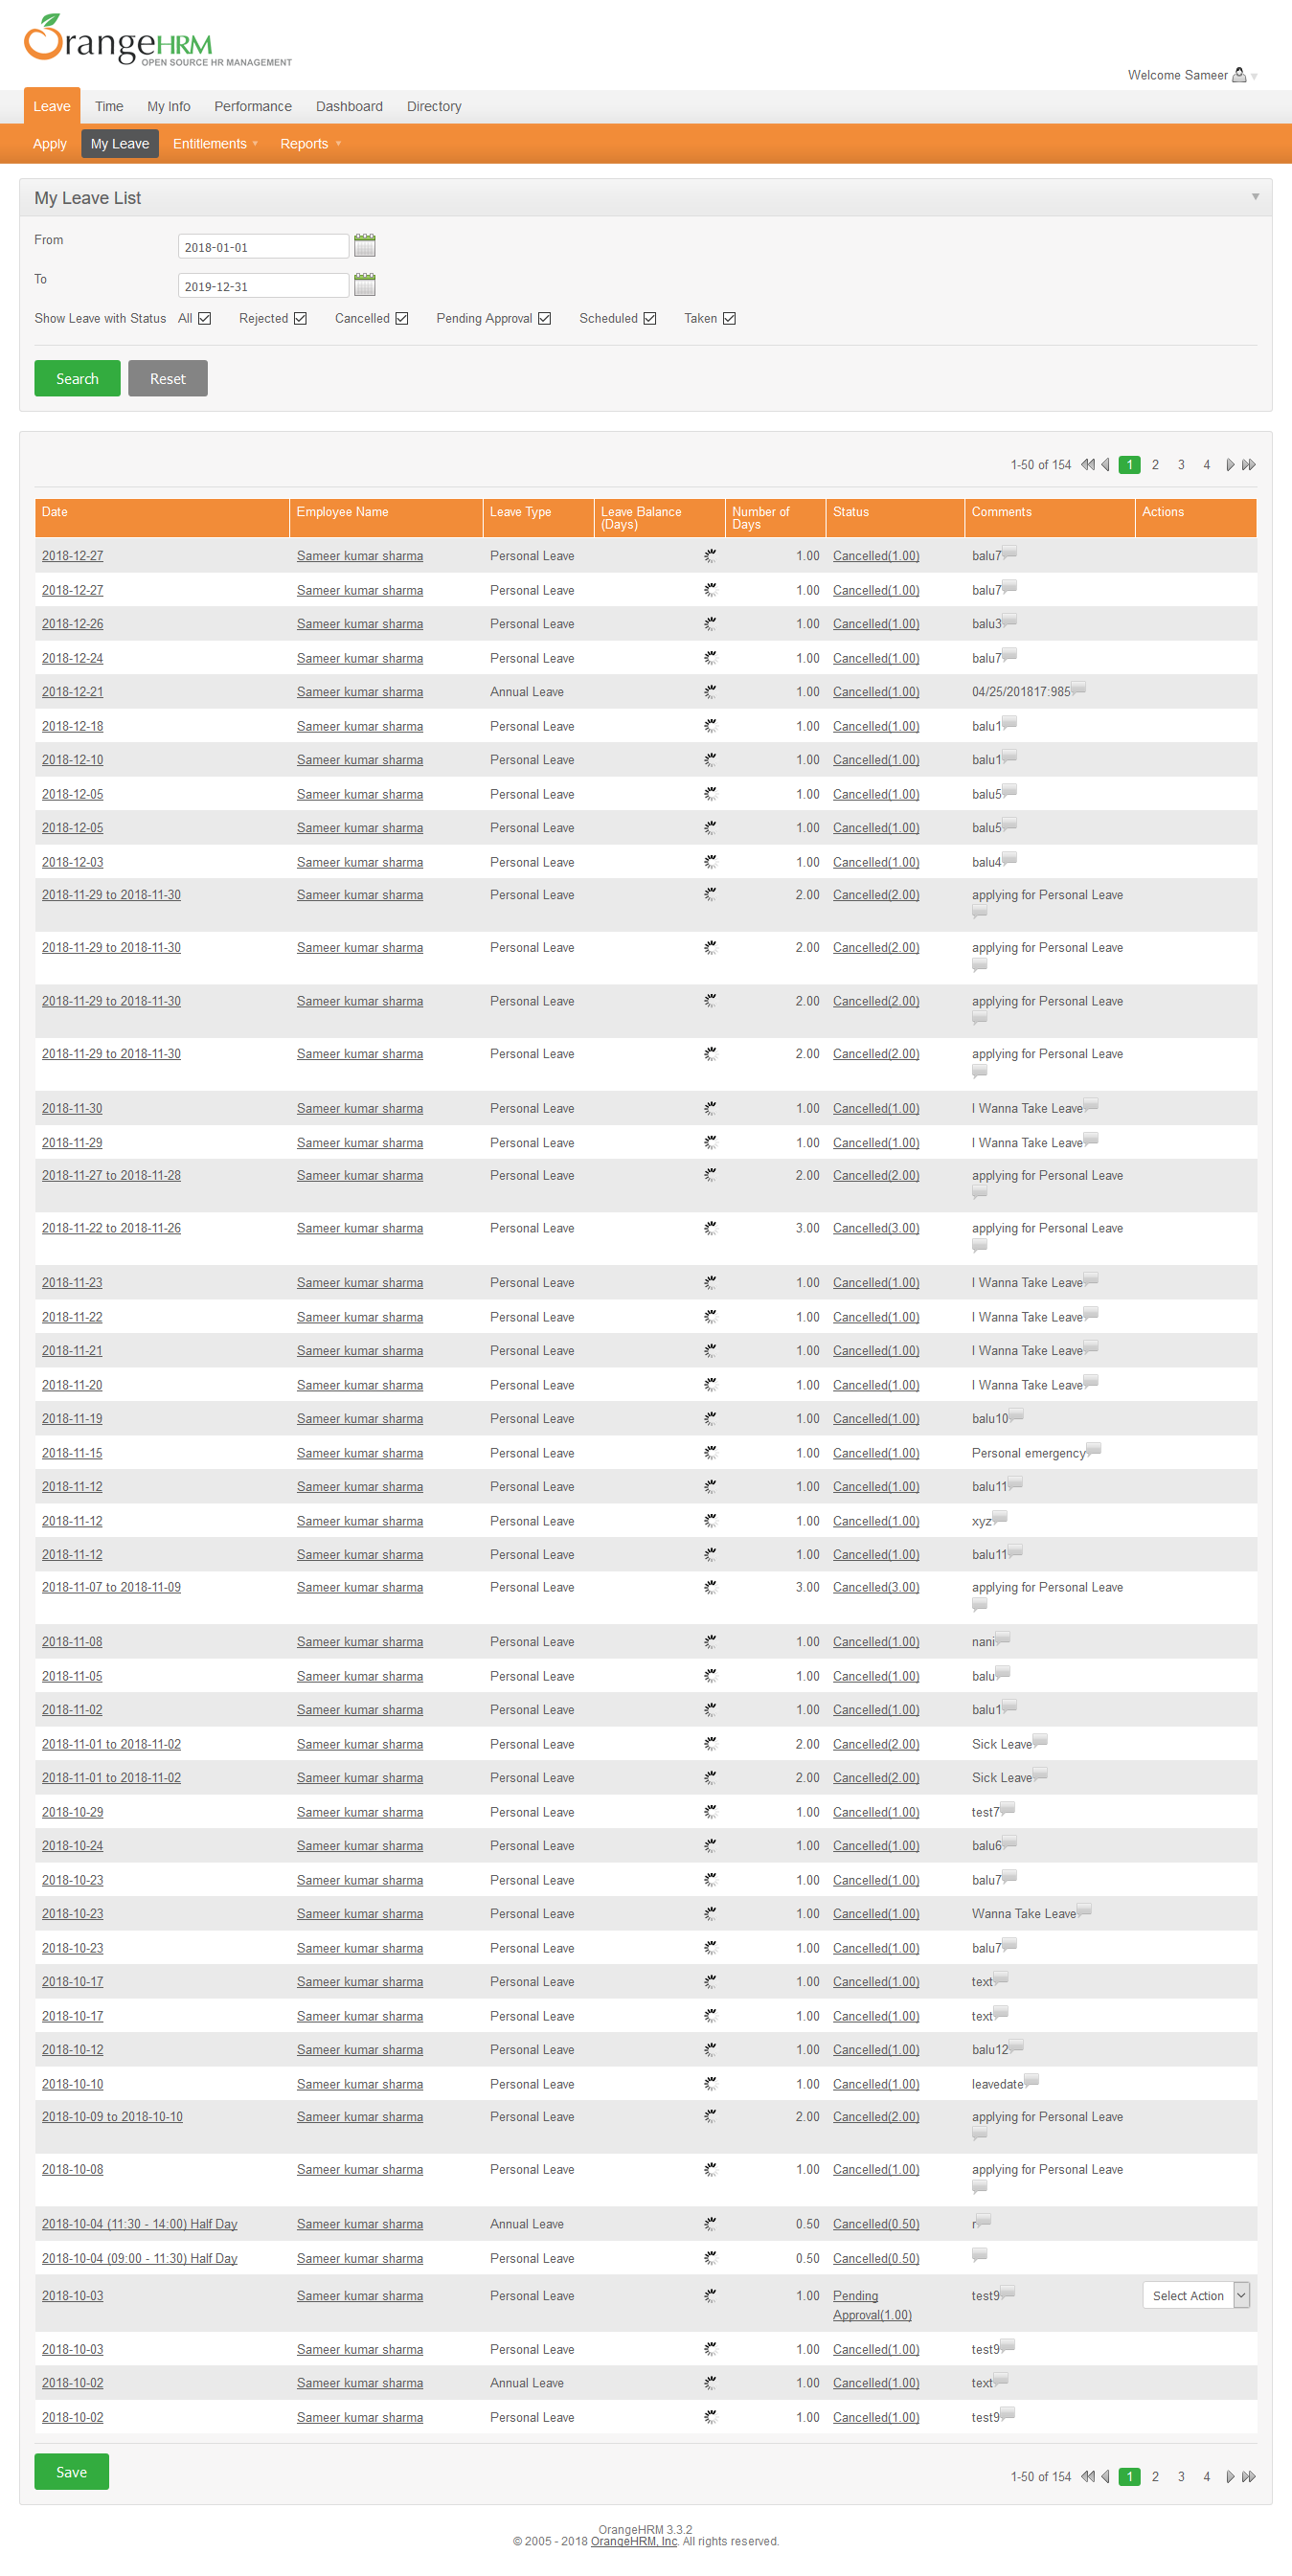 OrangeHRM
OPEN SOURCE HR MANAGEMENT
Welcome Sameer
Leave Time My Info Performance Dashboard Directory
Apply My Leave Entitlements Reports
My Leave List
From 2018-01-01
To 2019-12-31
Show Leave with Status All Rejected Cancelled Pending Approval Scheduled Taken
Search Reset
1-50 of 154 1 2 3 4
Date Employee Name Leave Type Leave Balance (Days) Number of Days Status Comments Actions
2018-12-27 Sameer kumar sharma Personal Leave 1.00 Cancelled(1.00) balu7
2018-12-27 Sameer kumar sharma Personal Leave 1.00 Cancelled(1.00) balu7
2018-12-26 Sameer kumar sharma Personal Leave 1.00 Cancelled(1.00) balu3
2018-12-24 Sameer kumar sharma Personal Leave 1.00 Cancelled(1.00) balu7
2018-12-21 Sameer kumar sharma Annual Leave 1.00 Cancelled(1.00) 04/25/201817:985
2018-12-18 Sameer kumar sharma Personal Leave 1.00 Cancelled(1.00) balu1
2018-12-10 Sameer kumar sharma Personal Leave 1.00 Cancelled(1.00) balu1
2018-12-05 Sameer kumar sharma Personal Leave 1.00 Cancelled(1.00) balu5
2018-12-05 Sameer kumar sharma Personal Leave 1.00 Cancelled(1.00) balu5
2018-12-03 Sameer kumar sharma Personal Leave 1.00 Cancelled(1.00) balu4
2018-11-29 to 2018-11-30 Sameer kumar sharma Personal Leave 2.00 Cancelled(2.00) applying for Personal Leave
2018-11-29 to 2018-11-30 Sameer kumar sharma Personal Leave 2.00 Cancelled(2.00) applying for Personal Leave
2018-11-29 to 2018-11-30 Sameer kumar sharma Personal Leave 2.00 Cancelled(2.00) applying for Personal Leave
2018-11-29 to 2018-11-30 Sameer kumar sharma Personal Leave 2.00 Cancelled(2.00) applying for Personal Leave
2018-11-30 Sameer kumar sharma Personal Leave 1.00 Cancelled(1.00) I Wanna Take Leave
2018-11-29 Sameer kumar sharma Personal Leave 1.00 Cancelled(1.00) I Wanna Take Leave
2018-11-27 to 2018-11-28 Sameer kumar sharma Personal Leave 2.00 Cancelled(2.00) applying for Personal Leave
2018-11-22 to 2018-11-26 Sameer kumar sharma Personal Leave 3.00 Cancelled(3.00) applying for Personal Leave
2018-11-23 Sameer kumar sharma Personal Leave 1.00 Cancelled(1.00) I Wanna Take Leave
2018-11-22 Sameer kumar sharma Personal Leave 1.00 Cancelled(1.00) I Wanna Take Leave
2018-11-21 Sameer kumar sharma Personal Leave 1.00 Cancelled(1.00) I Wanna Take Leave
2018-11-20 Sameer kumar sharma Personal Leave 1.00 Cancelled(1.00) I Wanna Take Leave
2018-11-19 Sameer kumar sharma Personal Leave 1.00 Cancelled(1.00) balu10
2018-11-15 Sameer kumar sharma Personal Leave 1.00 Cancelled(1.00) Personal emergency
2018-11-12 Sameer kumar sharma Personal Leave 1.00 Cancelled(1.00) balu11
2018-11-12 Sameer kumar sharma Personal Leave 1.00 Cancelled(1.00) xyz
2018-11-12 Sameer kumar sharma Personal Leave 1.00 Cancelled(1.00) balu11
2018-11-07 to 2018-11-09 Sameer kumar sharma Personal Leave 3.00 Cancelled(3.00) applying for Personal Leave
2018-11-08 Sameer kumar sharma Personal Leave 1.00 Cancelled(1.00) nani
2018-11-05 Sameer kumar sharma Personal Leave 1.00 Cancelled(1.00) balu
2018-11-02 Sameer kumar sharma Personal Leave 1.00 Cancelled(1.00) balu1
2018-11-01 to 2018-11-02 Sameer kumar sharma Personal Leave 2.00 Cancelled(2.00) Sick Leave
2018-11-01 to 2018-11-02 Sameer kumar sharma Personal Leave 2.00 Cancelled(2.00) Sick Leave
2018-10-29 Sameer kumar sharma Personal Leave 1.00 Cancelled(1.00) test7
2018-10-24 Sameer kumar sharma Personal Leave 1.00 Cancelled(1.00) balu6
2018-10-23 Sameer kumar sharma Personal Leave 1.00 Cancelled(1.00) balu7
2018-10-23 Sameer kumar sharma Personal Leave 1.00 Cancelled(1.00) Wanna Take Leave
2018-10-23 Sameer kumar sharma Personal Leave 1.00 Cancelled(1.00) balu7
2018-10-17 Sameer kumar sharma Personal Leave 1.00 Cancelled(1.00) text
2018-10-17 Sameer kumar sharma Personal Leave 1.00 Cancelled(1.00) text
2018-10-12 Sameer kumar sharma Personal Leave 1.00 Cancelled(1.00) balu12
2018-10-10 Sameer kumar sharma Personal Leave 1.00 Cancelled(1.00) leavedate
2018-10-09 to 2018-10-10 Sameer kumar sharma Personal Leave 2.00 Cancelled(2.00) applying for Personal Leave
2018-10-08 Sameer kumar sharma Personal Leave 1.00 Cancelled(1.00) applying for Personal Leave
2018-10-04 (11:30 - 14:00) Half Day Sameer kumar sharma Annual Leave 0.50 Cancelled(0.50) r
2018-10-04 (09:00 - 11:30) Half Day Sameer kumar sharma Personal Leave 0.50 Cancelled(0.50)
2018-10-03 Sameer kumar sharma Personal Leave 1.00 Pending Approval(1.00) test9 Select Action
2018-10-03 Sameer kumar sharma Personal Leave 1.00 Cancelled(1.00) test9
2018-10-02 Sameer kumar sharma Annual Leave 1.00 Cancelled(1.00) text
2018-10-02 Sameer kumar sharma Personal Leave 1.00 Cancelled(1.00) test9
Save
1-50 of 154 1 2 3 4
OrangeHRM 3.3.2
© 2005 - 2018 OrangeHRM, Inc. All rights reserved.